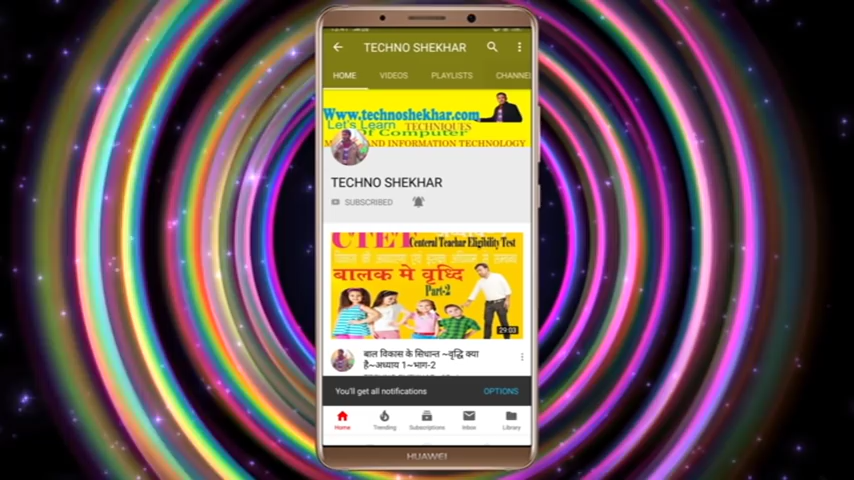 TECHNO SHEKHAR
HOME VIDEOS PLAYLISTS CHANNE
Www.technoshekhar.com
Let's Learn TECHNIQUES
Of Computer
AND INFORMATION TECHNOLOGY
TECHNO SHEKHAR
SUBSCRIBED
CTET Centeral Teachar Eligibility Test
बालक मे वृध्दि
Part-2
29:03
बाल विकास के सिधान्त ~वृद्धि क्या
है~अध्याय 1~भाग-2
You'll get all notifications OPTIONS
Home Trending Subscriptions Inbox Library
HUAWEI